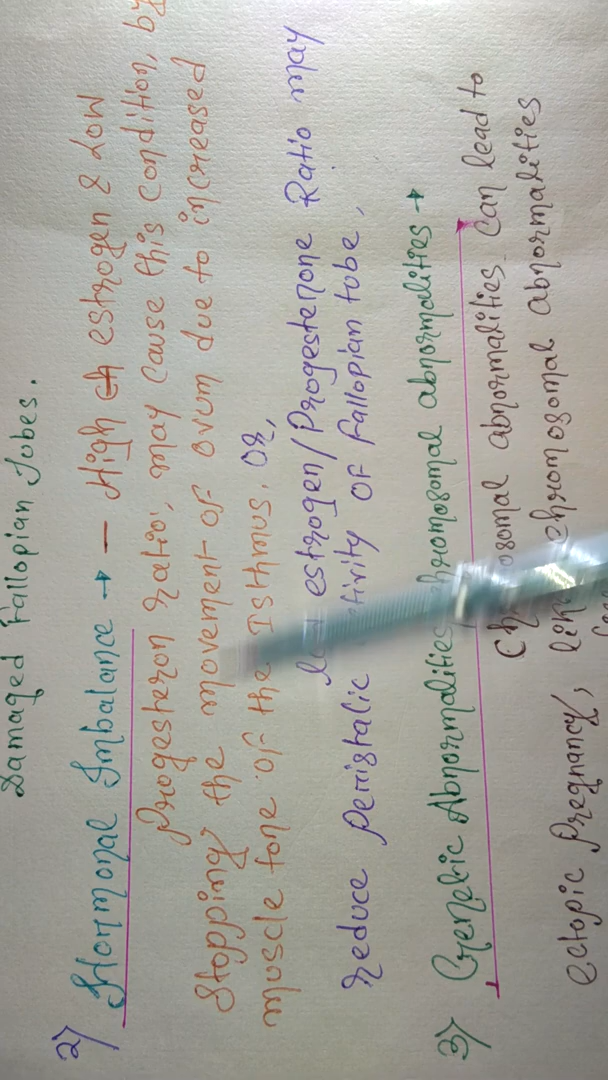 Damaged Fallopian Tubes.
2) Hormonal Imbalance → — High estrogen & Low
Progesteron ratio, may cause this condition, by
Stopping the movement of ovum due to increased
muscle tone of the Isthmus. Or,
estrogen/Progesterone Ratio may
reduce Peristalic of fallopian tube,
3) Genetic Abnormalities/chromosomal abnormalities →
abnormalities can lead to
ectopic Pregnancy, chromosomal abnormalities